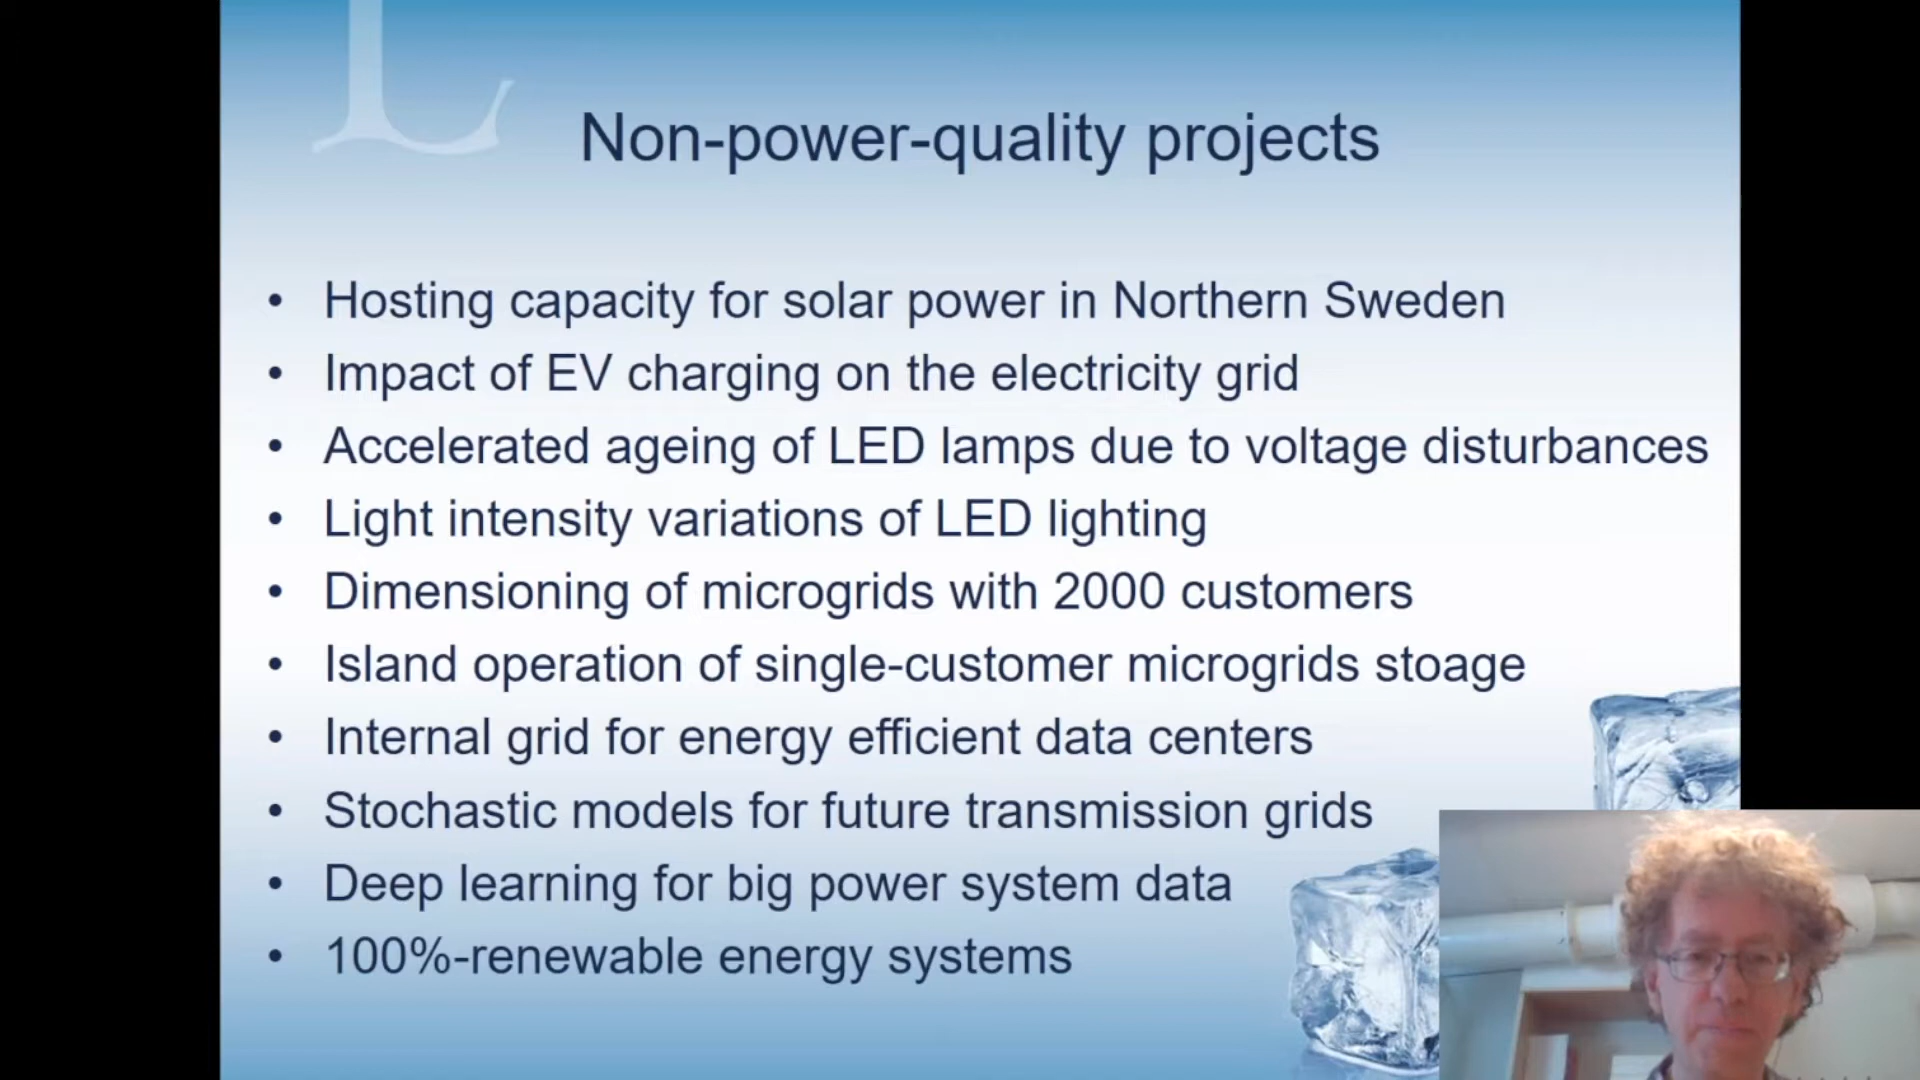 Non-power-quality projects
• Hosting capacity for solar power in Northern Sweden
• Impact of EV charging on the electricity grid
• Accelerated ageing of LED lamps due to voltage disturbances
• Light intensity variations of LED lighting
• Dimensioning of microgrids with 2000 customers
• Island operation of single-customer microgrids stoage
• Internal grid for energy efficient data centers
• Stochastic models for future transmission grids
• Deep learning for big power system data
• 100%-renewable energy systems